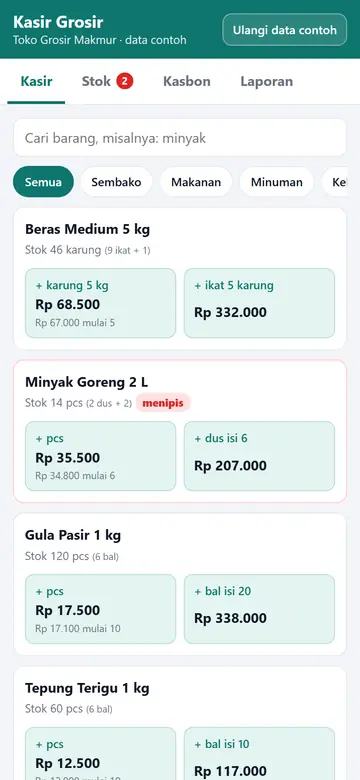 Kasir Grosir
Toko Grosir Makmur · data contoh
Ulangi data contoh
Kasir
Stok 2
Kasbon
Laporan
Cari barang, misalnya: minyak
Semua
Sembako
Makanan
Minuman
Beras Medium 5 kg
Stok 46 karung (9 ikat + 1)
+ karung 5 kg
Rp 68.500
Rp 67.000 mulai 5
+ ikat 5 karung
Rp 332.000
Minyak Goreng 2 L
Stok 14 pcs (2 dus + 2) menipis
+ pcs
Rp 35.500
Rp 34.800 mulai 6
+ dus isi 6
Rp 207.000
Gula Pasir 1 kg
Stok 120 pcs (6 bal)
+ pcs
Rp 17.500
Rp 17.100 mulai 10
+ bal isi 20
Rp 338.000
Tepung Terigu 1 kg
Stok 60 pcs (6 bal)
+ pcs
Rp 12.500
+ bal isi 10
Rp 117.000